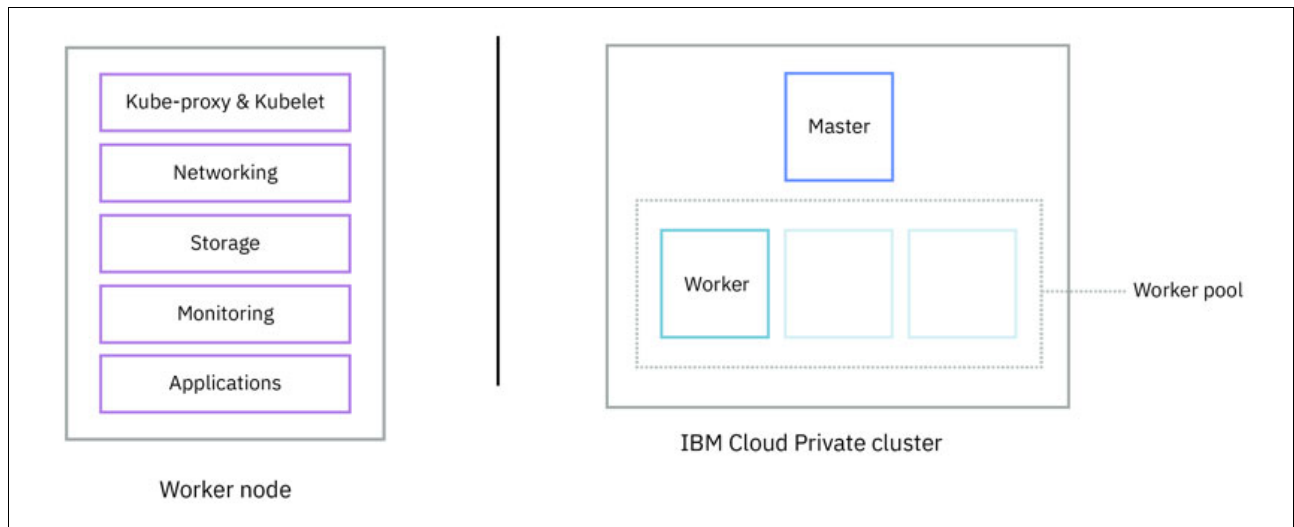 Kube-proxy & Kubelet
Networking
Storage
Monitoring
Applications
Worker node
Master
Worker
Worker pool
IBM Cloud Private cluster